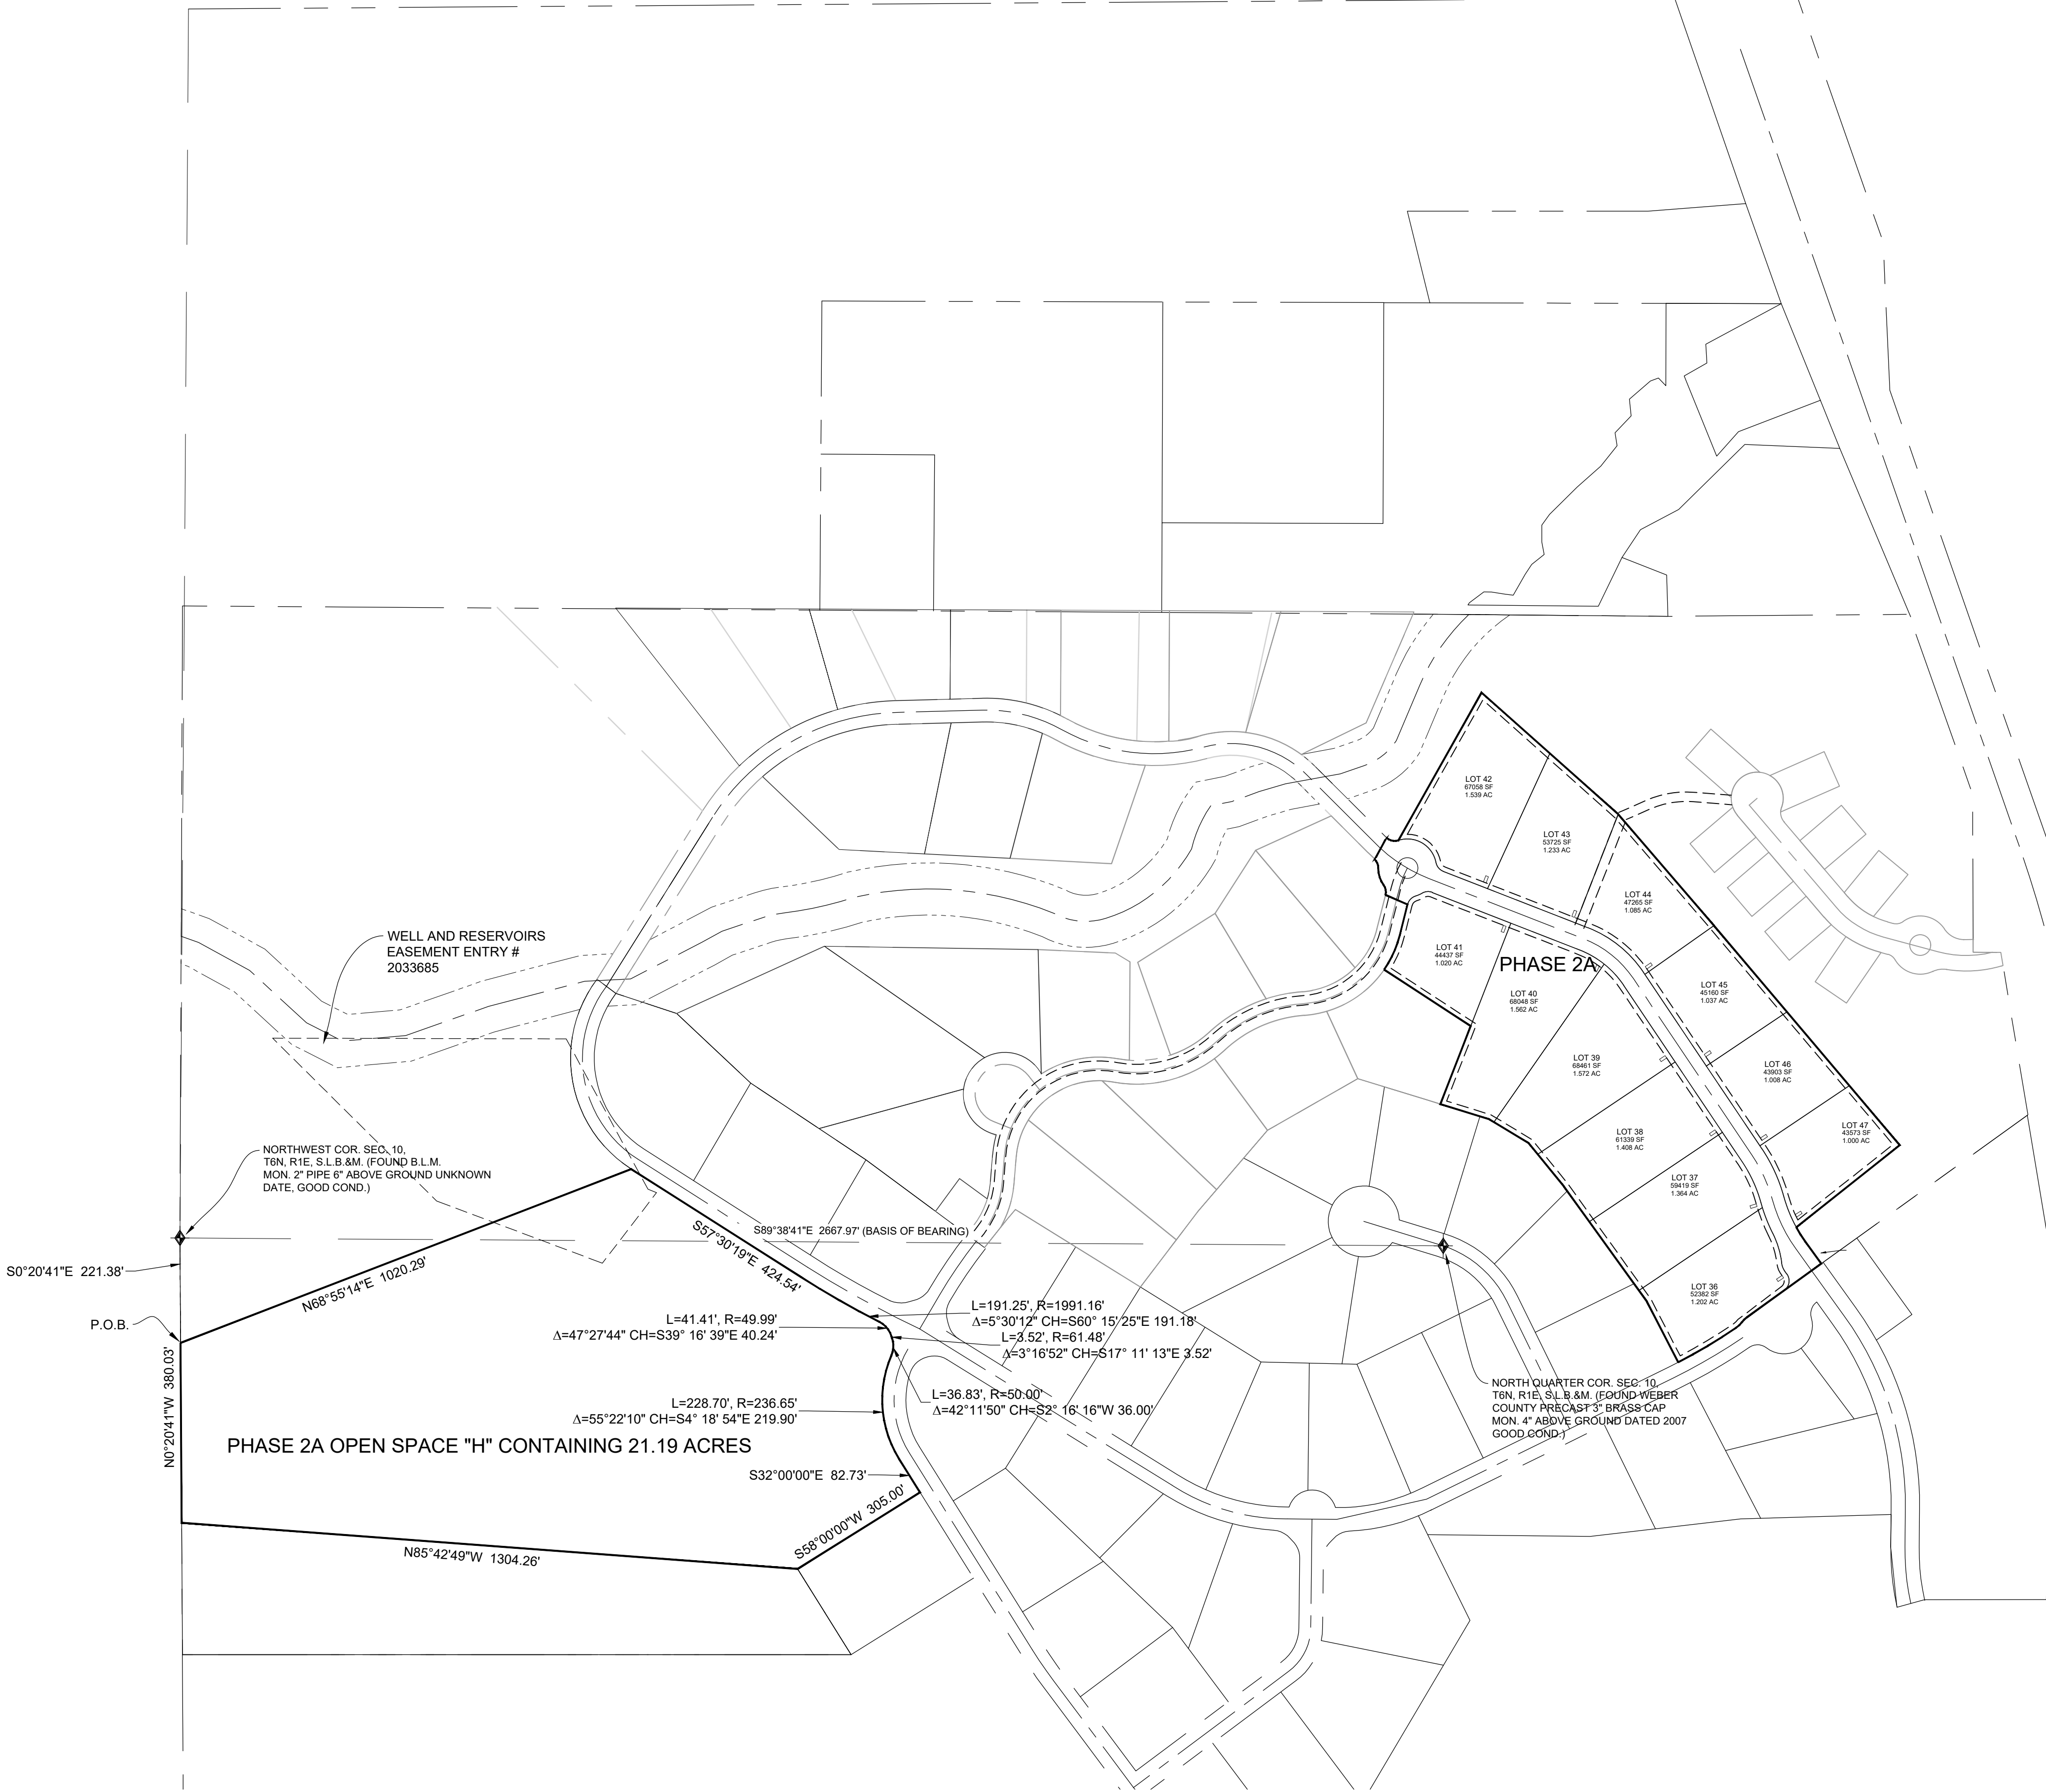 LOT 42
67058 SF
1.539 AC
LOT 43
53725 SF
1.233 AC
LOT 44
47265 SF
1.085 AC
WELL AND RESERVOIRS
EASEMENT ENTRY #
2033685
LOT 41
44437 SF
1.020 AC
PHASE 2A
LOT 40
68048 SF
1.562 AC
LOT 45
45160 SF
1.037 AC
LOT 39
68461 SF
1.572 AC
LOT 46
43903 SF
1.008 AC
LOT 38
61339 SF
1.408 AC
LOT 47
43573 SF
1.000 AC
LOT 37
59419 SF
1.364 AC
LOT 36
52382 SF
1.202 AC
NORTHWEST COR. SEC. 10,
T6N, R1E, S.L.B.&M. (FOUND B.L.M.
MON. 2" PIPE 6" ABOVE GROUND UNKNOWN
DATE, GOOD COND.)
S89°38'41"E 2667.97' (BASIS OF BEARING)
S57°30'19"E 424.54'
S0°20'41"E 221.38'
N68°55'14"E 1020.29'
P.O.B.
L=41.41', R=49.99'
Δ=47°27'44" CH=S39° 16' 39"E 40.24'
L=191.25', R=1991.16'
Δ=5°30'12" CH=S60° 15' 25"E 191.18'
L=3.52', R=61.48'
Δ=3°16'52" CH=S17° 11' 13"E 3.52'
N0°20'41"W 380.03'
L=36.83', R=50.00'
Δ=42°11'50" CH=S2° 16' 16"W 36.00'
L=228.70', R=236.65'
Δ=55°22'10" CH=S4° 18' 54"E 219.90'
NORTH QUARTER COR. SEC. 10,
T6N, R1E, S.L.B.&M. (FOUND WEBER
COUNTY PRECAST 3" BRASS CAP
MON. 4" ABOVE GROUND DATED 2007
GOOD COND.)
PHASE 2A OPEN SPACE "H" CONTAINING 21.19 ACRES
S32°00'00"E 82.73'
S58°00'00"W 305.00'
N85°42'49"W 1304.26'